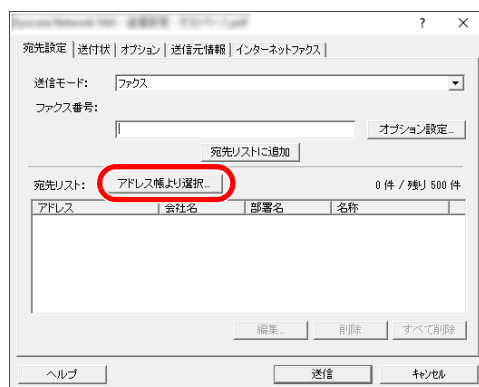 ? ×
宛先設定 送付状 オプション 送信元情報 インターネットファクス
送信モード: ファクス
ファクス番号:
オプション設定...
宛先リストに追加
宛先リスト: アドレス帳より選択... 0 件 / 残り 500 件
アドレス 会社名 部署名 名称
編集... 削除 すべて削除
ヘルプ 送信 キャンセル